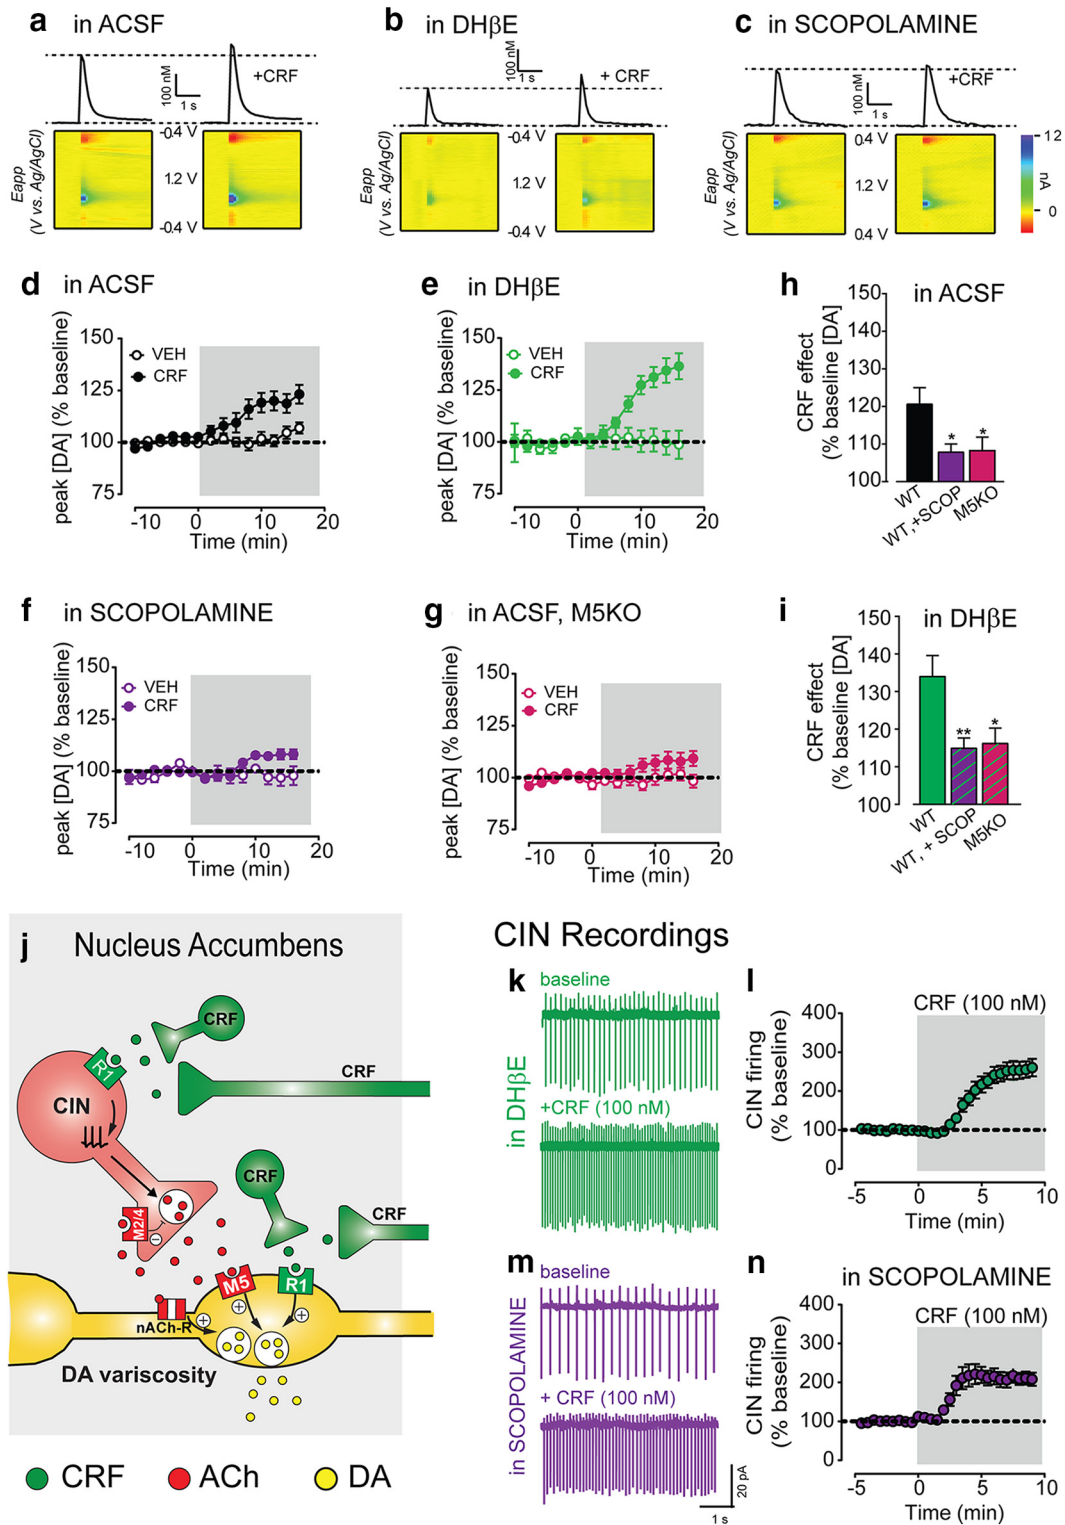 a in ACSF
+CRF
100 nM
1 s
Eapp
(V vs. Ag/AgCl)
-0.4 V
1.2 V
-0.4 V
b in DHβE
+ CRF
100 nM
1 s
Eapp
(V vs. Ag/AgCl)
-0.4 V
1.2 V
-0.4 V
c in SCOPOLAMINE
+CRF
100 nM
1 s
Eapp
(V vs. Ag/AgCl)
0.4 V
1.2 V
0.4 V
12
nA
0
d in ACSF
peak [DA] (% baseline)
150
125
100
75
VEH
CRF
-10 0 10 20
Time (min)
e in DHβE
peak [DA] (% baseline)
150
125
100
75
VEH
CRF
-10 0 10 20
Time (min)
h in ACSF
CRF effect
(% baseline [DA]
150
140
130
120
110
100
* *
WT
WT,+SCOP
M5KO
f in SCOPOLAMINE
peak [DA] (% baseline)
150
125
100
75
VEH
CRF
-10 0 10 20
Time (min)
g in ACSF, M5KO
peak [DA] (% baseline)
150
125
100
75
VEH
CRF
-10 0 10 20
Time (min)
i in DHβE
CRF effect
(% baseline [DA]
150
140
130
120
110
100
** *
WT
WT, + SCOP
M5KO
j Nucleus Accumbens
CRF
R1
CRF
CIN
CRF
M2/4
CRF
M5
R1
nACh-R
DA variscosity
CRF ACh DA
CIN Recordings
k baseline
in DHβE
+CRF (100 nM)
l
CRF (100 nM)
CIN firing
(% baseline)
400
300
200
100
0
-5 0 5 10
Time (min)
m baseline
in SCOPOLAMINE
+ CRF (100 nM)
20 pA
1 s
n
in SCOPOLAMINE
CRF (100 nM)
CIN firing
(% baseline)
400
300
200
100
0
-5 0 5 10
Time (min)